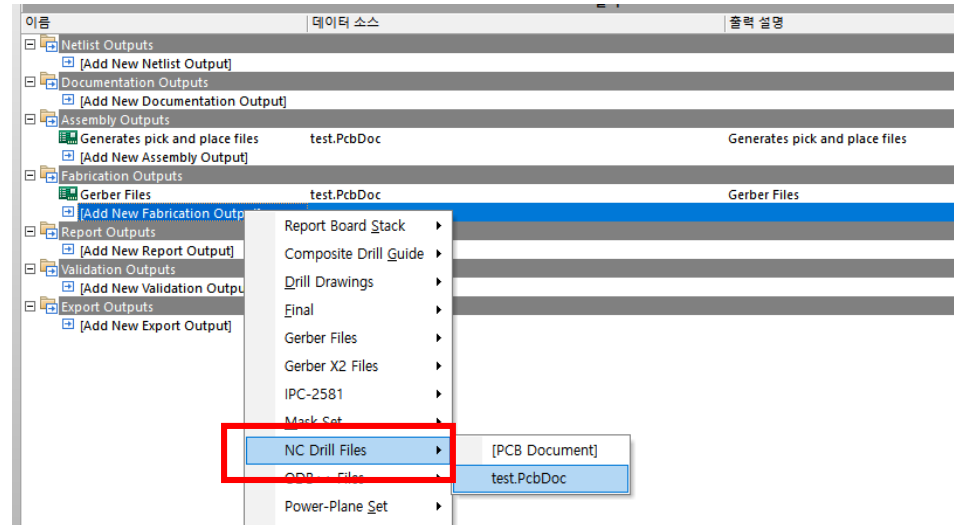 이름 데이터 소스 출력 설명
Netlist Outputs
[Add New Netlist Output]
Documentation Outputs
[Add New Documentation Output]
Assembly Outputs
Generates pick and place files test.PcbDoc Generates pick and place files
[Add New Assembly Output]
Fabrication Outputs
Gerber Files test.PcbDoc Gerber Files
[Add New Fabrication Output]
Report Outputs
[Add New Report Output]
Validation Outputs
[Add New Validation Outpu
Export Outputs
[Add New Export Output]
Report Board Stack
Composite Drill Guide
Drill Drawings
Final
Gerber Files
Gerber X2 Files
IPC-2581
Mask Set
NC Drill Files
ODB++ Files
Power-Plane Set
[PCB Document]
test.PcbDoc